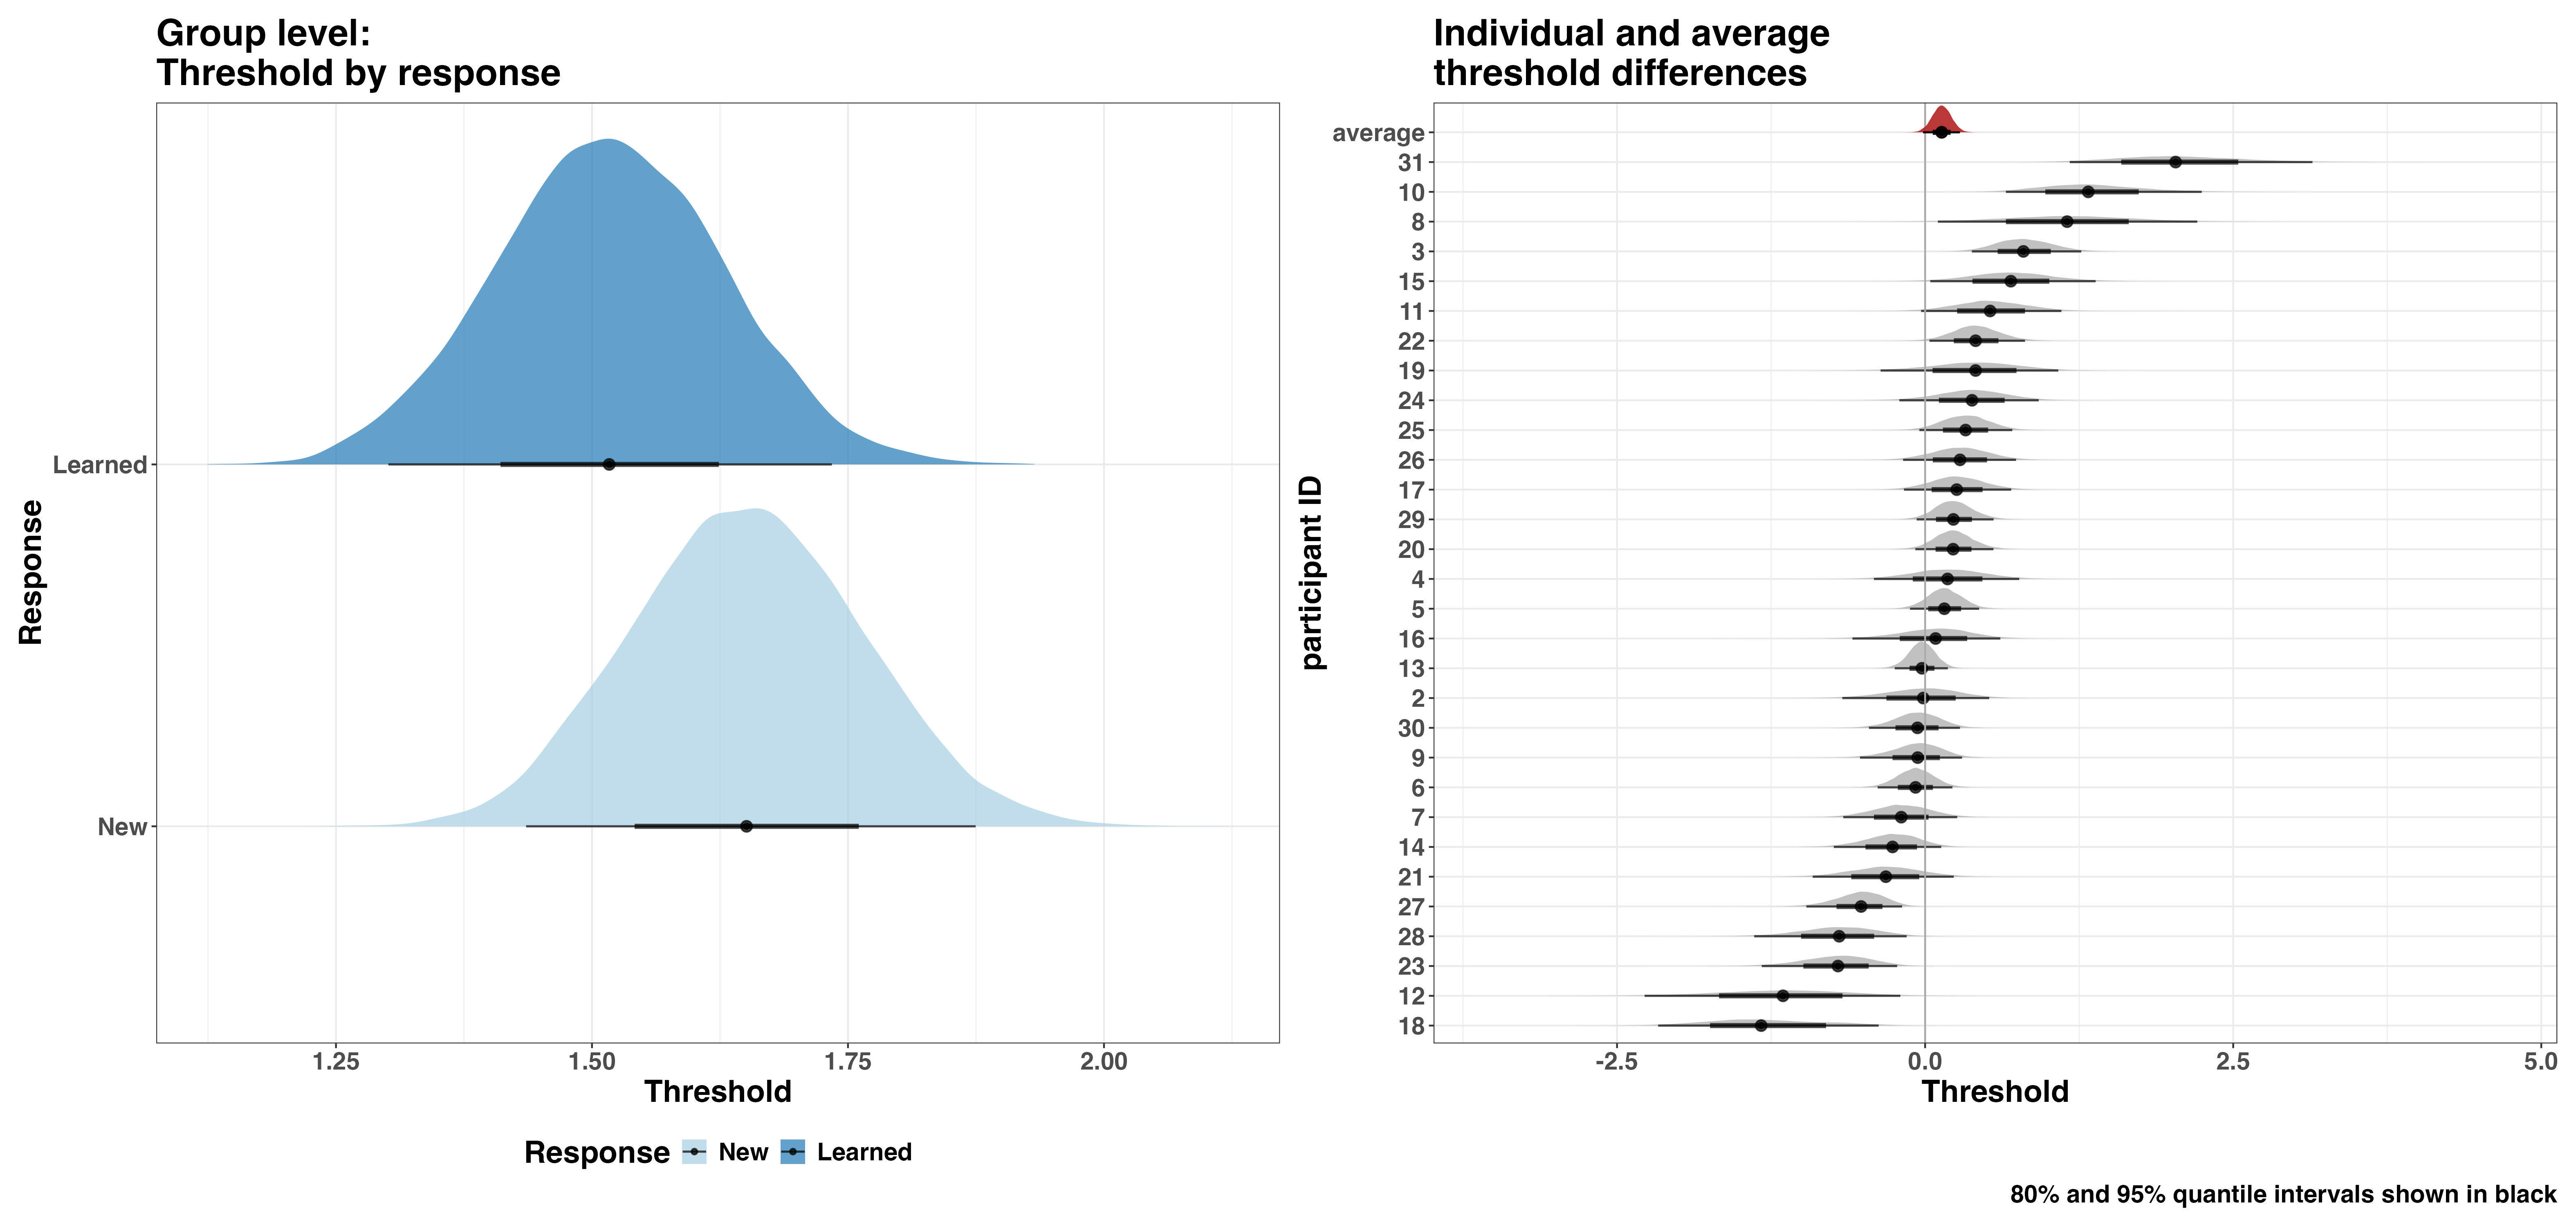 Group level:
Threshold by response
Response
Learned
New
1.25 1.50 1.75 2.00
Threshold
Response New Learned
Individual and average
threshold differences
participant ID
average
31
10
8
3
15
11
22
19
24
25
26
17
29
20
4
5
16
13
2
30
9
6
7
14
21
27
28
23
12
18
-2.5 0.0 2.5 5.0
Threshold
80% and 95% quantile intervals shown in black